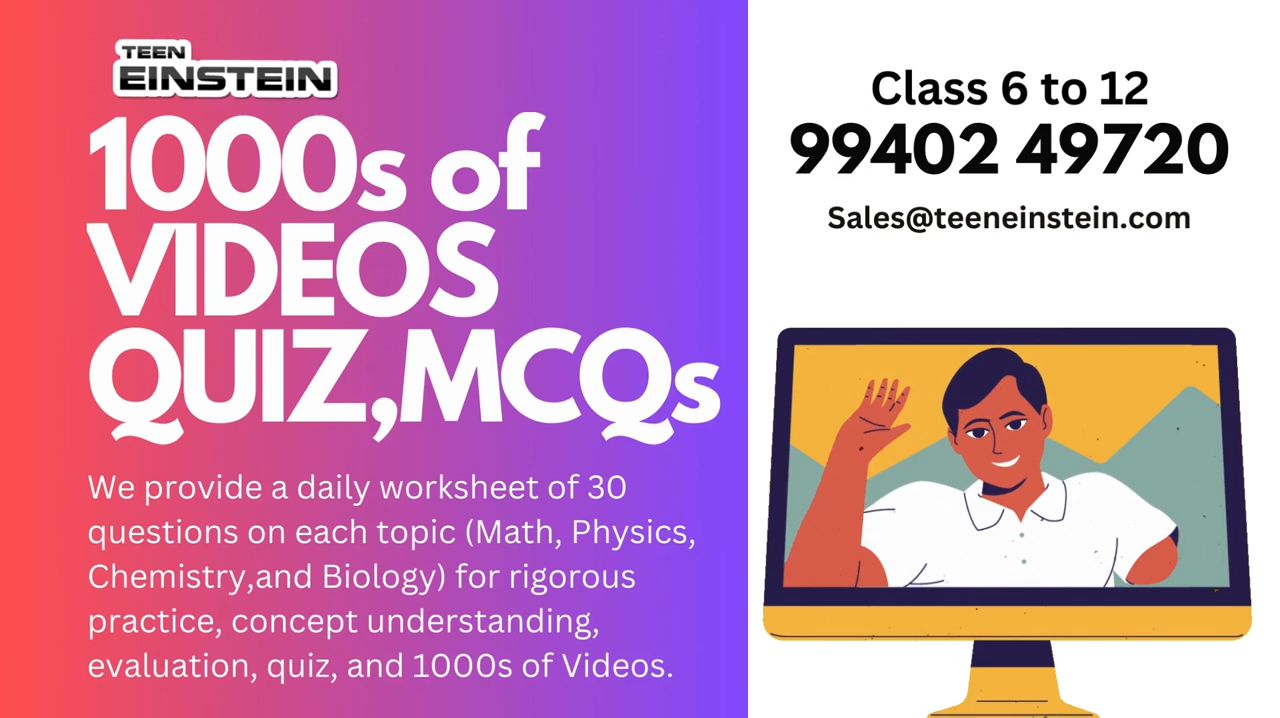 TEEN
EINSTEIN
1000s of
VIDEOS
QUIZ,MCQs
We provide a daily worksheet of 30
questions on each topic (Math, Physics,
Chemistry,and Biology) for rigorous
practice, concept understanding,
evaluation, quiz, and 1000s of Videos.
Class 6 to 12
99402 49720
Sales@teeneinstein.com